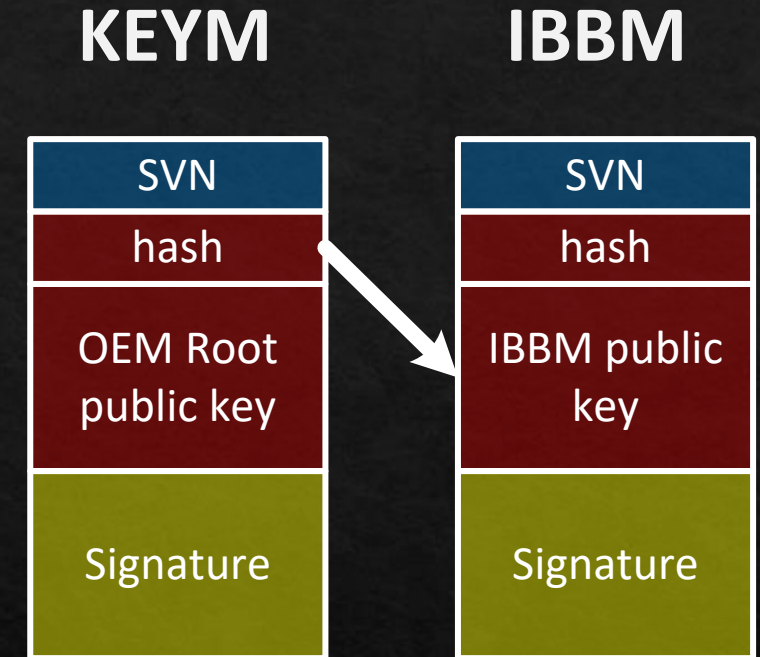 KEYM
SVN
hash
OEM Root
public key
Signature
IBBM
SVN
hash
IBBM public
key
Signature